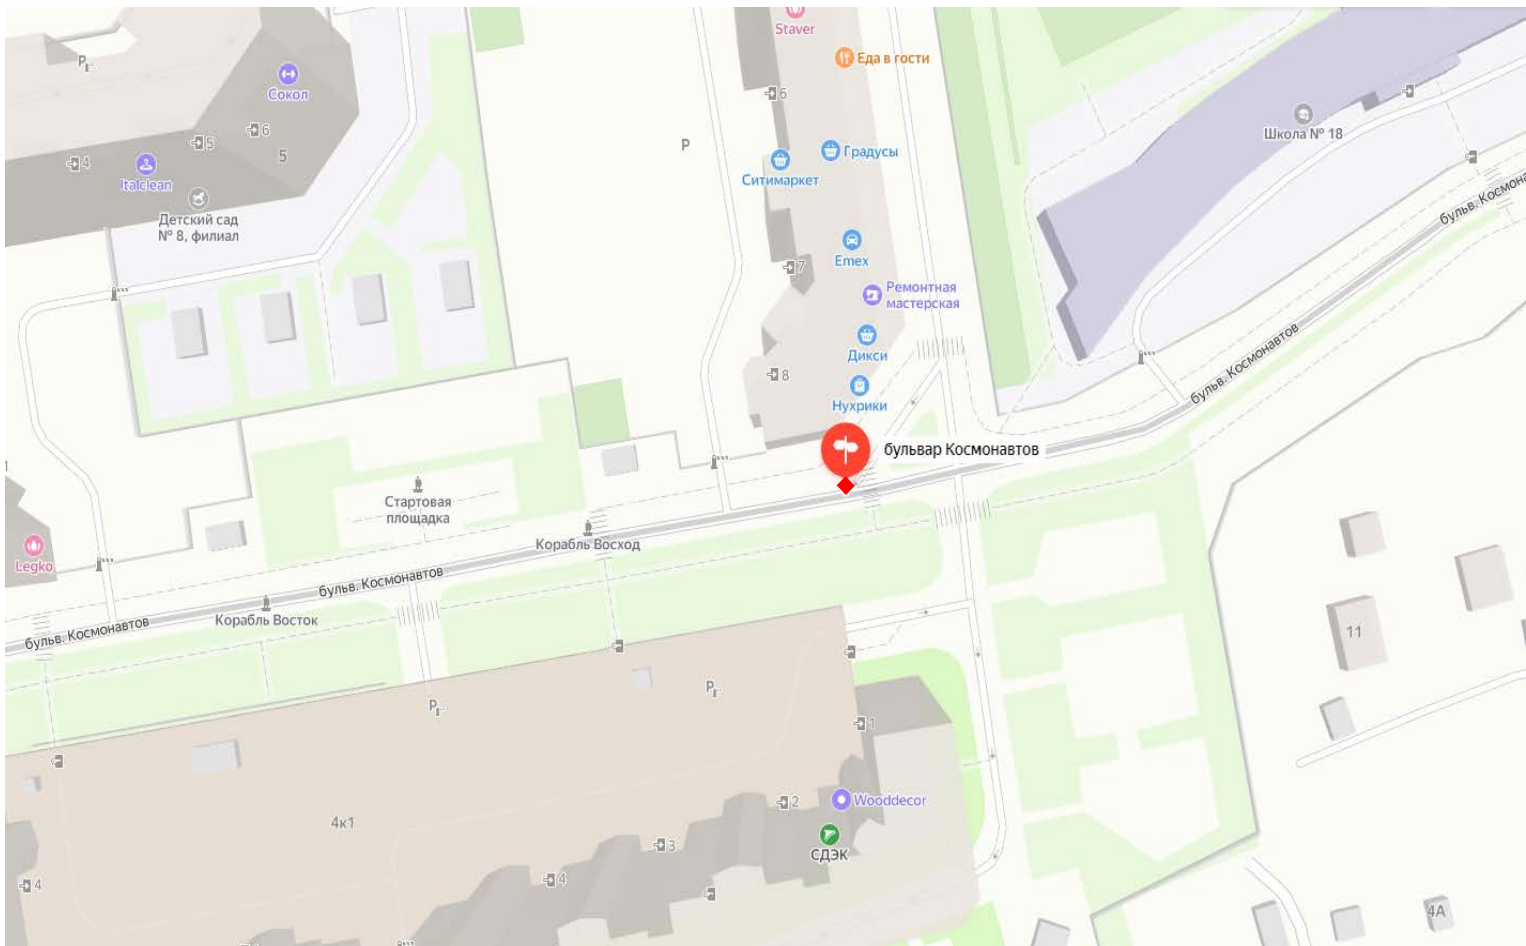 Staver
Еда в гости
P
Сокол
6
6
5
5
4
Italclean
Школа № 18
P
Градусы
Ситимаркет
Детский сад
№ 8, филиал
бульв. Космона
Emex
7
Ремонтная
мастерская
Дикси
8
Нухрики
бульв. Космонавтов
бульвар Космонавтов
Стартовая
площадка
Корабль Восход
Legko
бульв. Космонавтов
Корабль Восток
бульв. Космонавтов
11
P
P
1
2
Wooddecor
4к1
3
СДЭК
4
4
4А